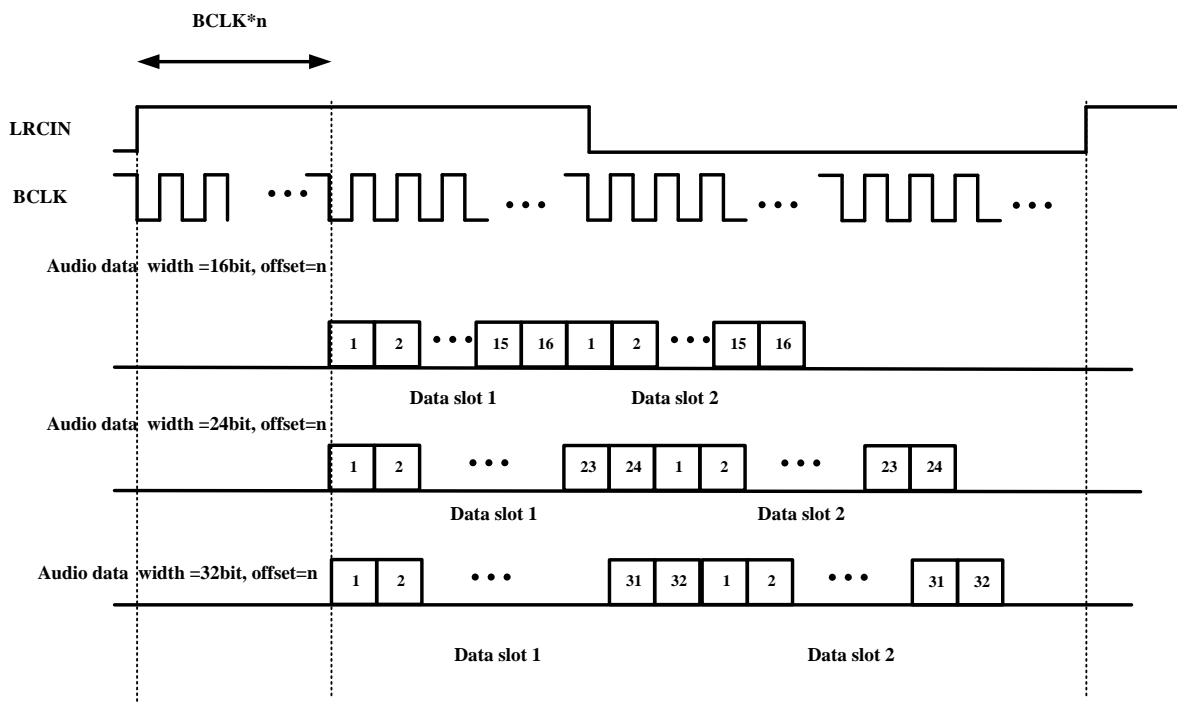 BCLK*n
LRCIN
BCLK
Audio data width =16bit, offset=n
1 2 ••• 15 16 1 2 ••• 15 16
Data slot 1 Data slot 2
Audio data width =24bit, offset=n
1 2 ••• 23 24 1 2 ••• 23 24
Data slot 1 Data slot 2
Audio data width =32bit, offset=n
1 2 ••• 31 32 1 2 ••• 31 32
Data slot 1 Data slot 2